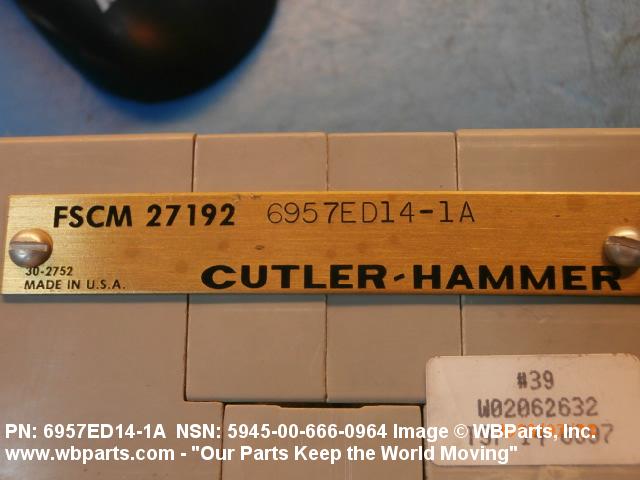 FSCM 27192 6957ED14-1A
30-2752
MADE IN U.S.A.
CUTLER-HAMMER
#39
W02062632
PN: 6957ED14-1A NSN: 5945-00-666-0964 Image © WBParts, Inc.
www.wbparts.com - "Our Parts Keep the World Moving"